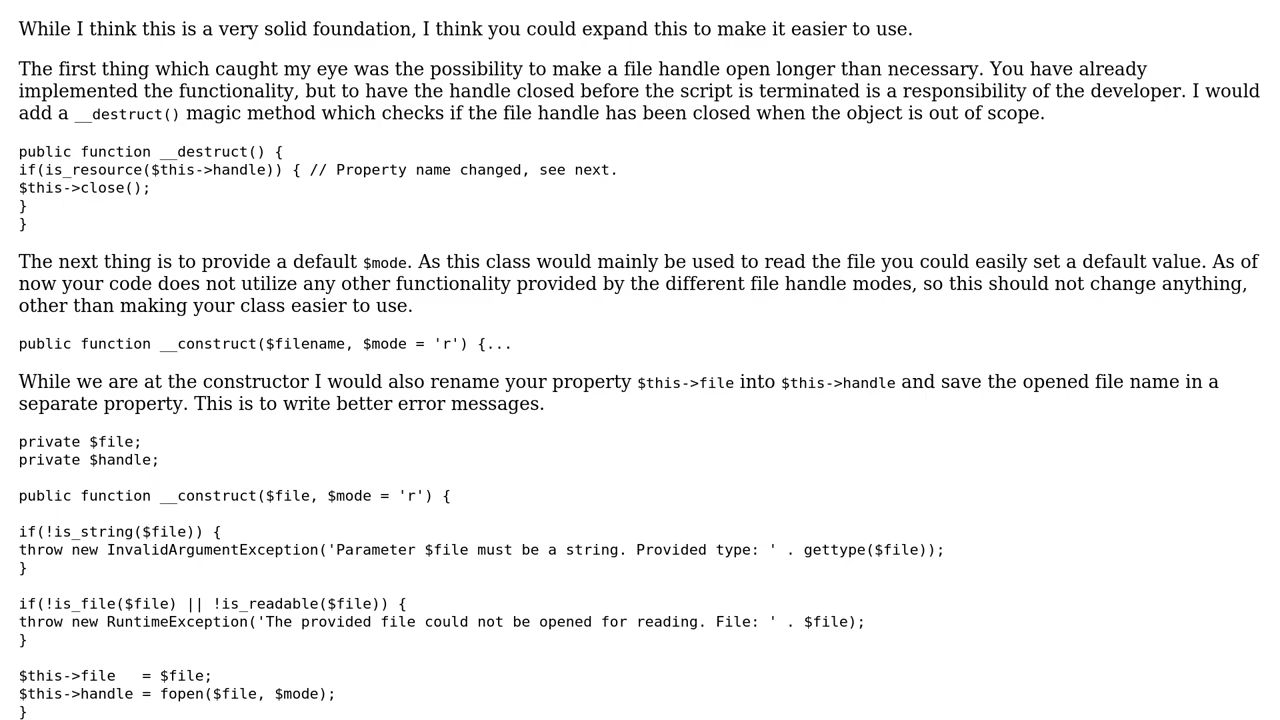 While I think this is a very solid foundation, I think you could expand this to make it easier to use.
The first thing which caught my eye was the possibility to make a file handle open longer than necessary. You have already
implemented the functionality, but to have the handle closed before the script is terminated is a responsibility of the developer. I would
add a __destruct() magic method which checks if the file handle has been closed when the object is out of scope.
public function __destruct() {
if(is_resource($this->handle)) { // Property name changed, see next.
$this->close();
}
}
The next thing is to provide a default $mode. As this class would mainly be used to read the file you could easily set a default value. As of
now your code does not utilize any other functionality provided by the different file handle modes, so this should not change anything,
other than making your class easier to use.
public function __construct($filename, $mode = 'r') {...
While we are at the constructor I would also rename your property $this->file into $this->handle and save the opened file name in a
separate property. This is to write better error messages.
private $file;
private $handle;
public function __construct($file, $mode = 'r') {
if(!is_string($file)) {
throw new InvalidArgumentException('Parameter $file must be a string. Provided type: ' . gettype($file));
}
if(!is_file($file) || !is_readable($file)) {
throw new RuntimeException('The provided file could not be opened for reading. File: ' . $file);
}
$this->file   = $file;
$this->handle = fopen($file, $mode);
}